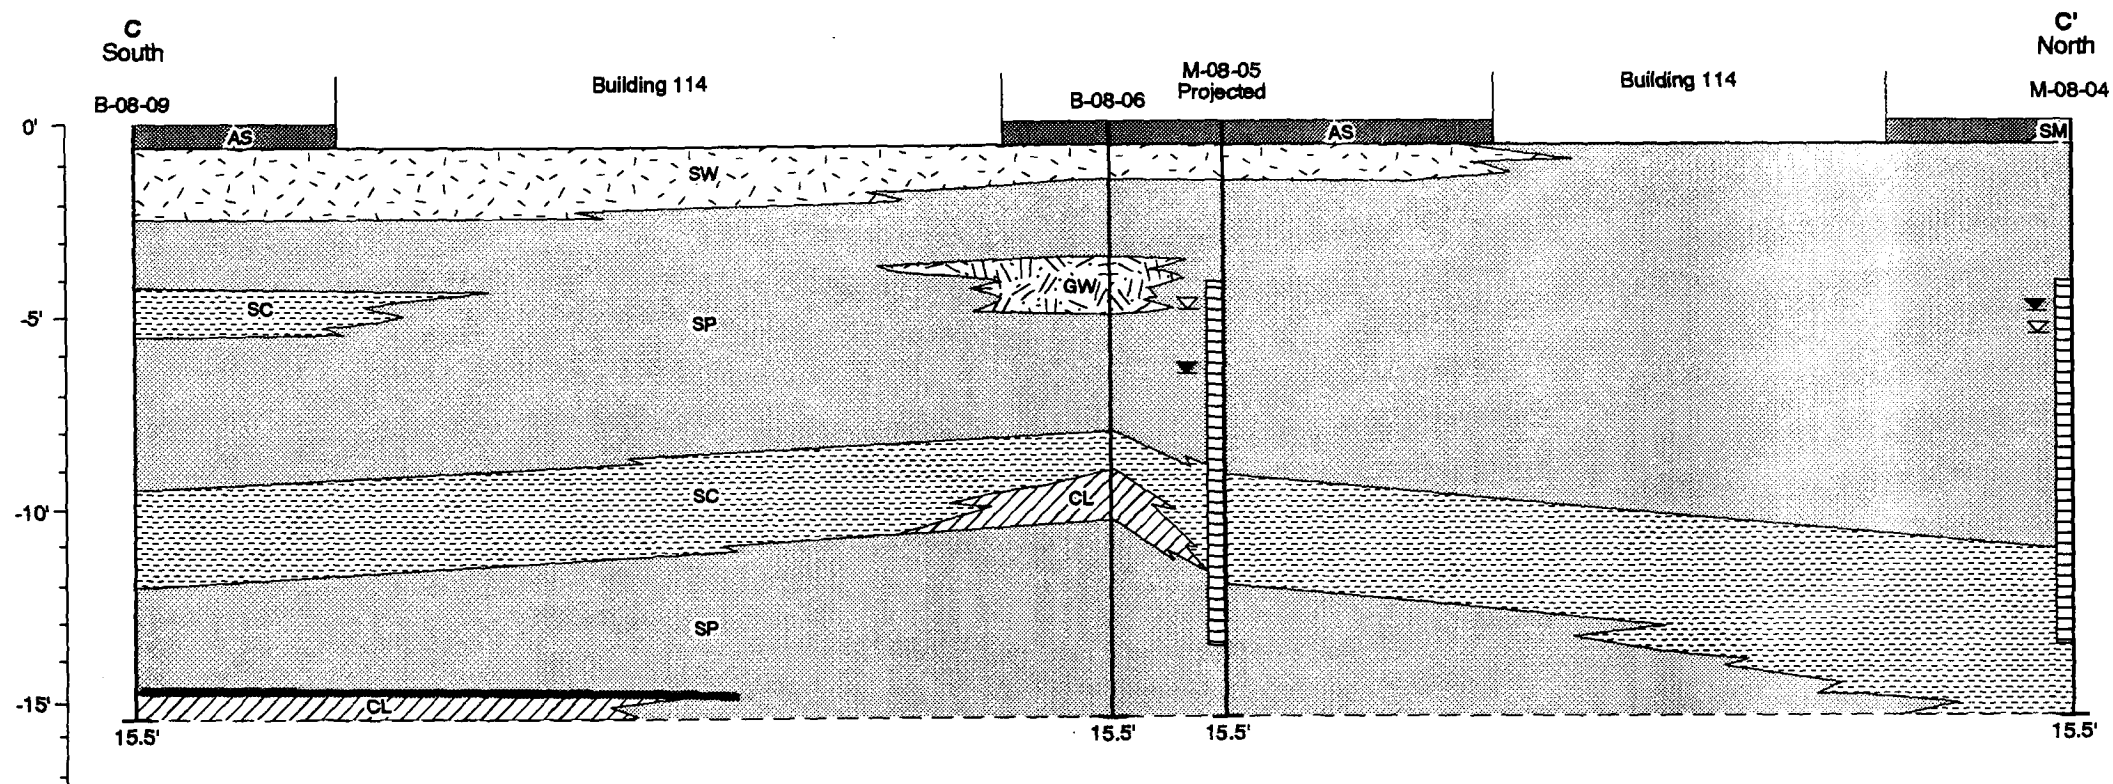 C
South
C'
North
Building 114
M-08-05
Projected
Building 114
B-08-09
B-08-06
M-08-04
0'
AS
AS
SM
SW
GW
SC
-5'
SP
SC
CL
-10'
SP
-15'
CL
15.5'
15.5'
15.5'
15.5'